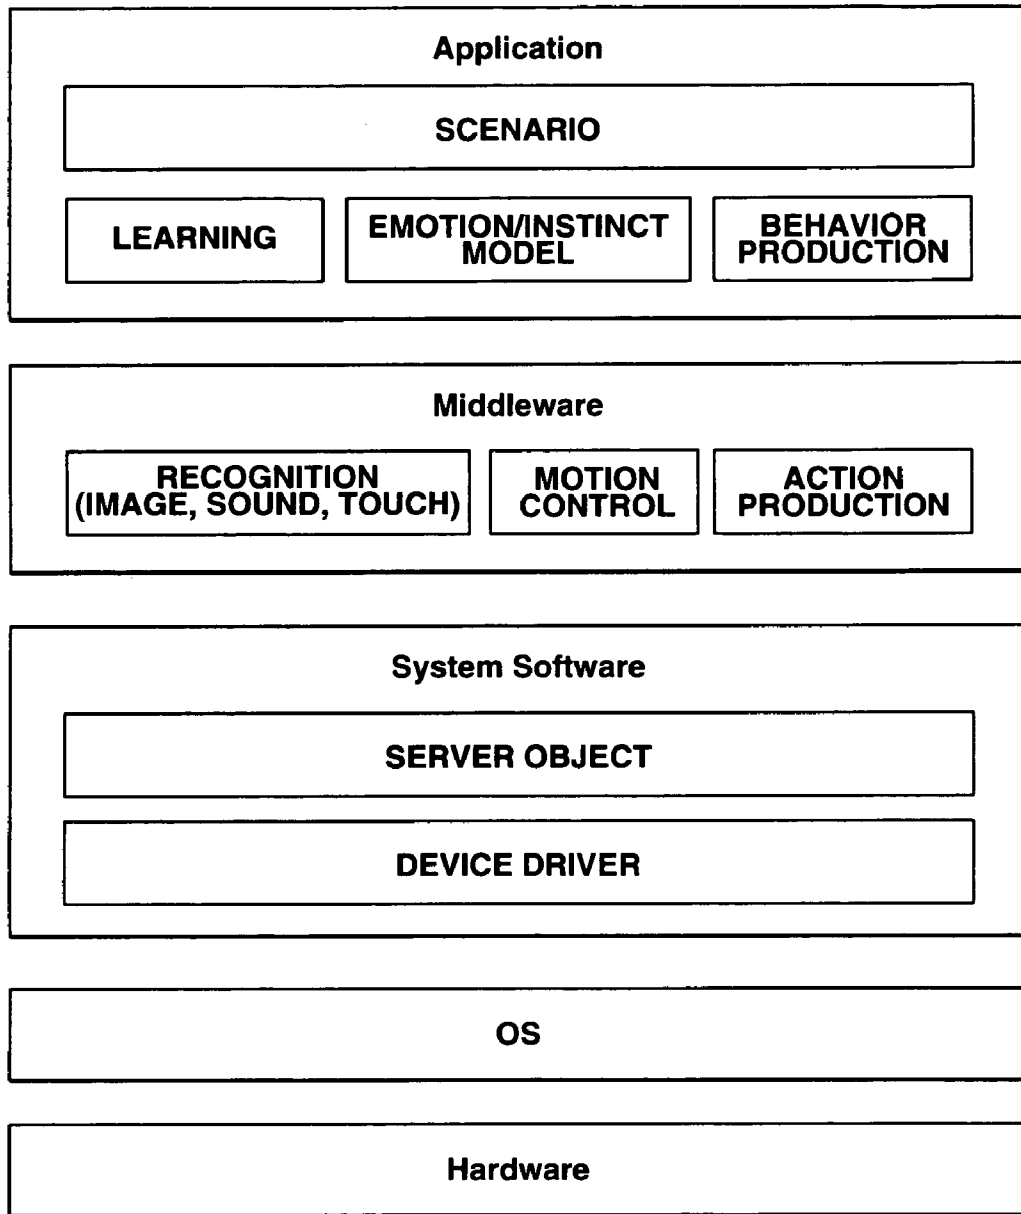 Application
SCENARIO
LEARNING
EMOTION/INSTINCT
MODEL
BEHAVIOR
PRODUCTION
Middleware
RECOGNITION
(IMAGE, SOUND, TOUCH)
MOTION
CONTROL
ACTION
PRODUCTION
System Software
SERVER OBJECT
DEVICE DRIVER
OS
Hardware